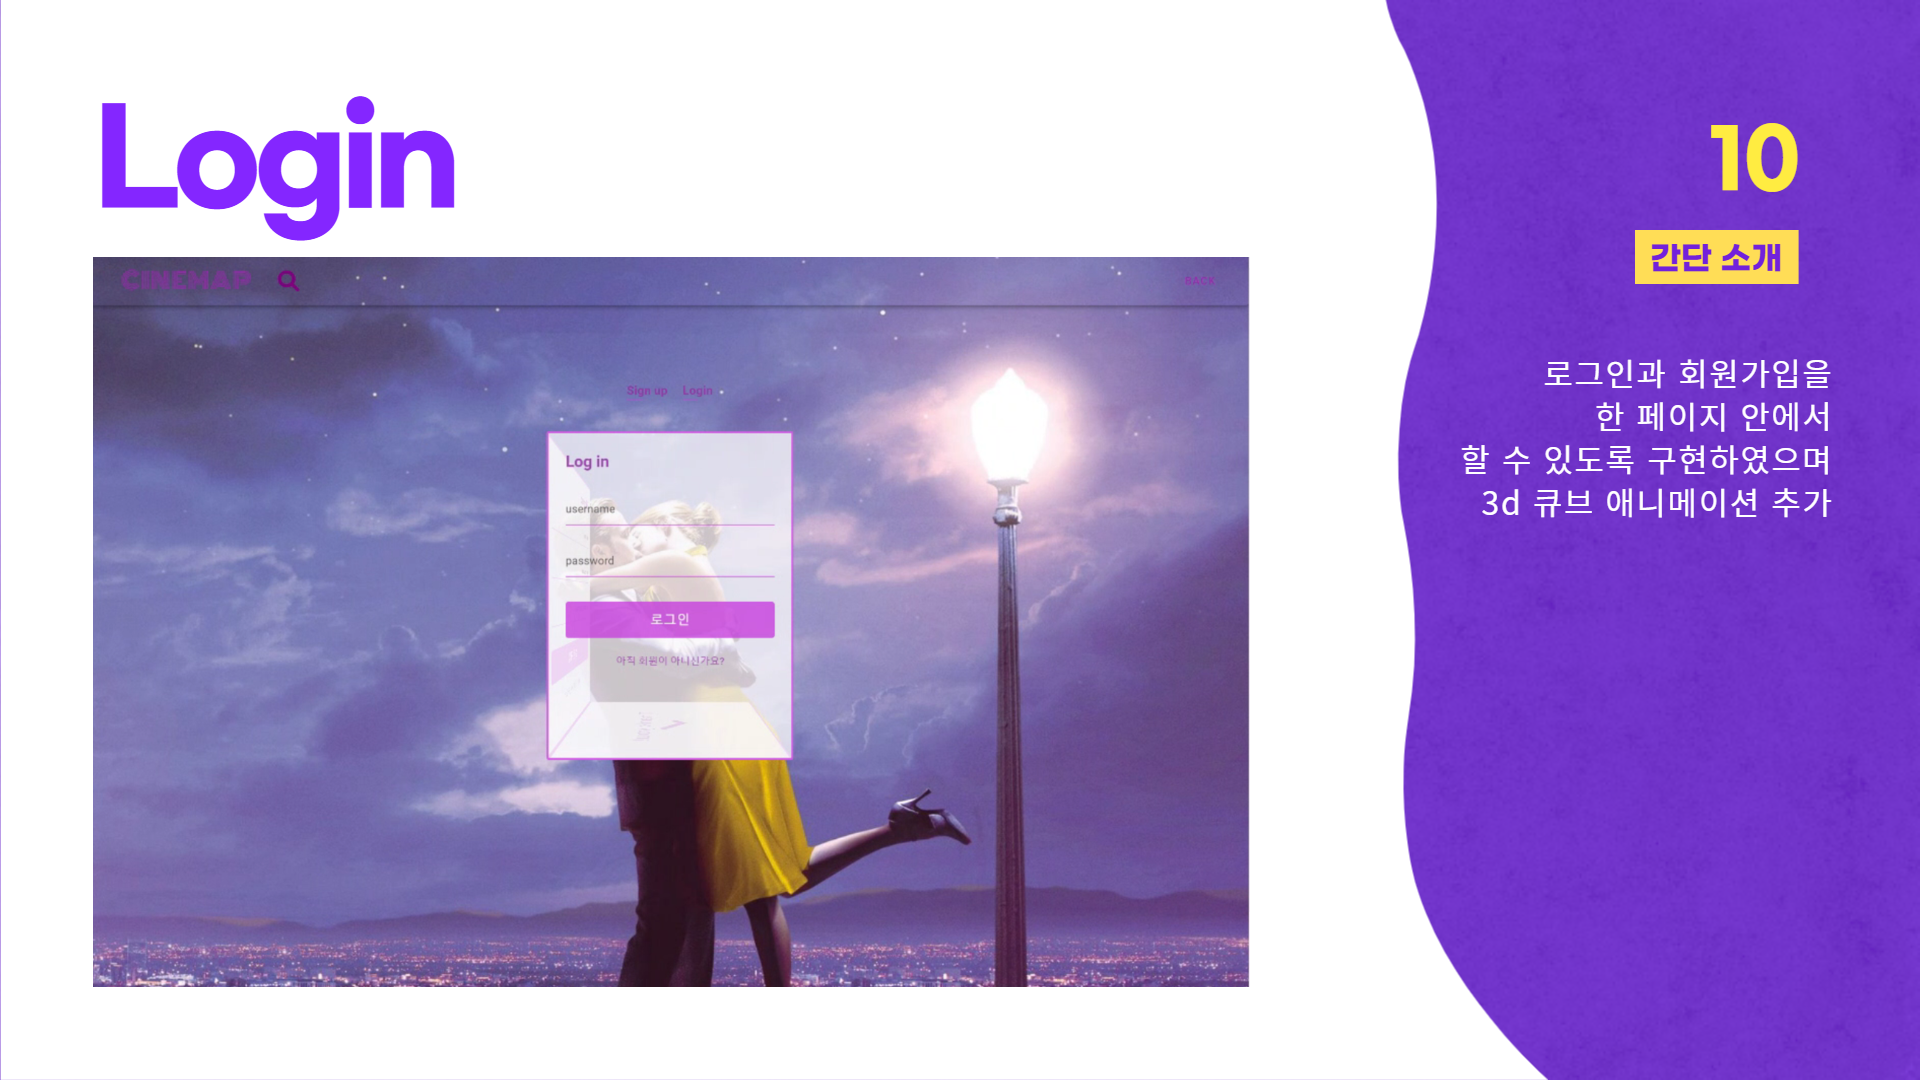 Login
CINEMAP
BACK
Sign up Login
Log in
username
password
로그인
아직 회원이 아니신가요?
10
간단 소개
로그인과 회원가입을
한 페이지 안에서
할 수 있도록 구현하였으며
3d 큐브 애니메이션 추가